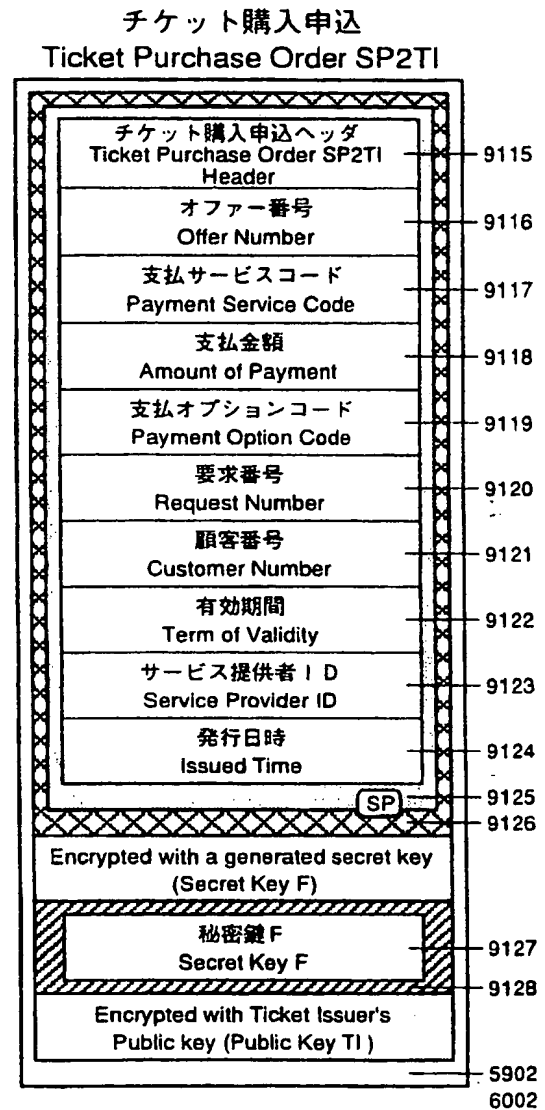 チケット購入申込
Ticket Purchase Order SP2TI
チケット購入申込ヘッダ
Ticket Purchase Order SP2TI
Header
9115
オファー番号
Offer Number
9116
支払サービスコード
Payment Service Code
9117
支払金額
Amount of Payment
9118
支払オプションコード
Payment Option Code
9119
要求番号
Request Number
9120
顧客番号
Customer Number
9121
有効期間
Term of Validity
9122
サービス提供者ID
Service Provider ID
9123
発行日時
Issued Time
9124
SP
9125
9126
Encrypted with a generated secret key
(Secret Key F)
秘密鍵F
Secret Key F
9127
9128
Encrypted with Ticket Issuer's
Public key (Public Key TI )
5902
6002